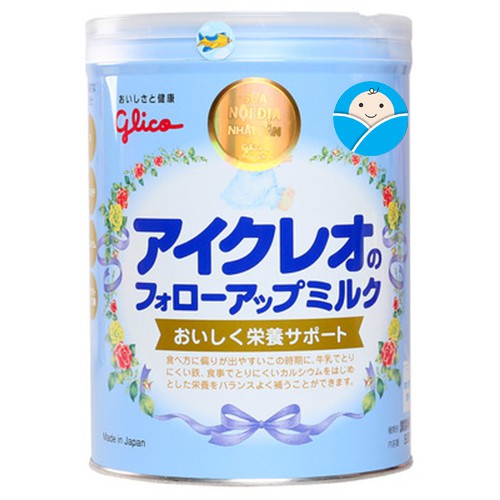 おいしさと健康
glico
SỮA
NỘI ĐỊA
NHẬT BẢN
glico
アイクレオの
フォローアップミルク
おいしく栄養サポート
食べ方に偏りが出やすいこの時期に、牛乳でとり
にくい鉄、食事でとりにくいカルシウムをはじめ
とした栄養をバランスよく補うことができます。
Made in Japan